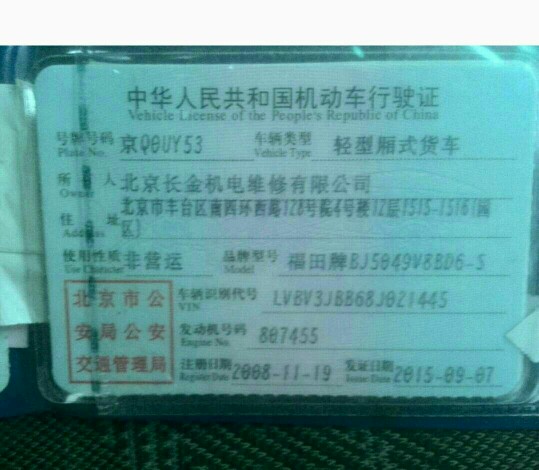 中华人民共和国机动车行驶证
Vehicle License of the People's Republic of China
号牌号码 京Q0UY53 车辆类型 轻型厢式货车
Plate No. Vehicle Type
所有人 北京长金机电维修有限公司
Owner
住址 北京市丰台区南四环西路128号院4号楼12层1515-1516(园
Address 区)
使用性质 非营运 品牌型号 福田牌BJ5049V8BD6-S
Use Character Model
北京市公 车辆识别代号 LVBV3JBB68J021445
VIN
安局公安 发动机号码 807455
Engine No.
交通管理局 注册日期 2008-11-19 发证日期 2015-09-07
Register Date Issue Date